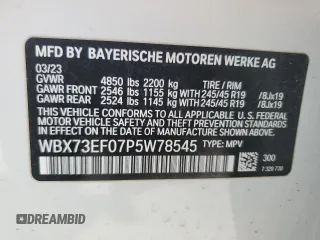 MFD BY BAYERISCHE MOTOREN WERKE AG
03/23
GVWR 4850 lbs 2200 kg TIRE / RIM
GAWR FRONT 2546 lbs 1155 kg 245/45 R19 / 8Jx19
GAWR REAR 2524 lbs 1145 kg 245/45 R19 / 8Jx19
THIS VEHICLE CONFORMS TO ALL APPLICABLE U.S. FEDERAL
MOTOR VEHICLE SAFETY, BUMPER, AND THEFT PREVENTION
STANDARDS IN EFFECT ON THE DATE OF MANUFACTURE
SHOWN ABOVE.
WBX73EF07P5W78545 TYPE: MPV
300
© DREAMBID.COM